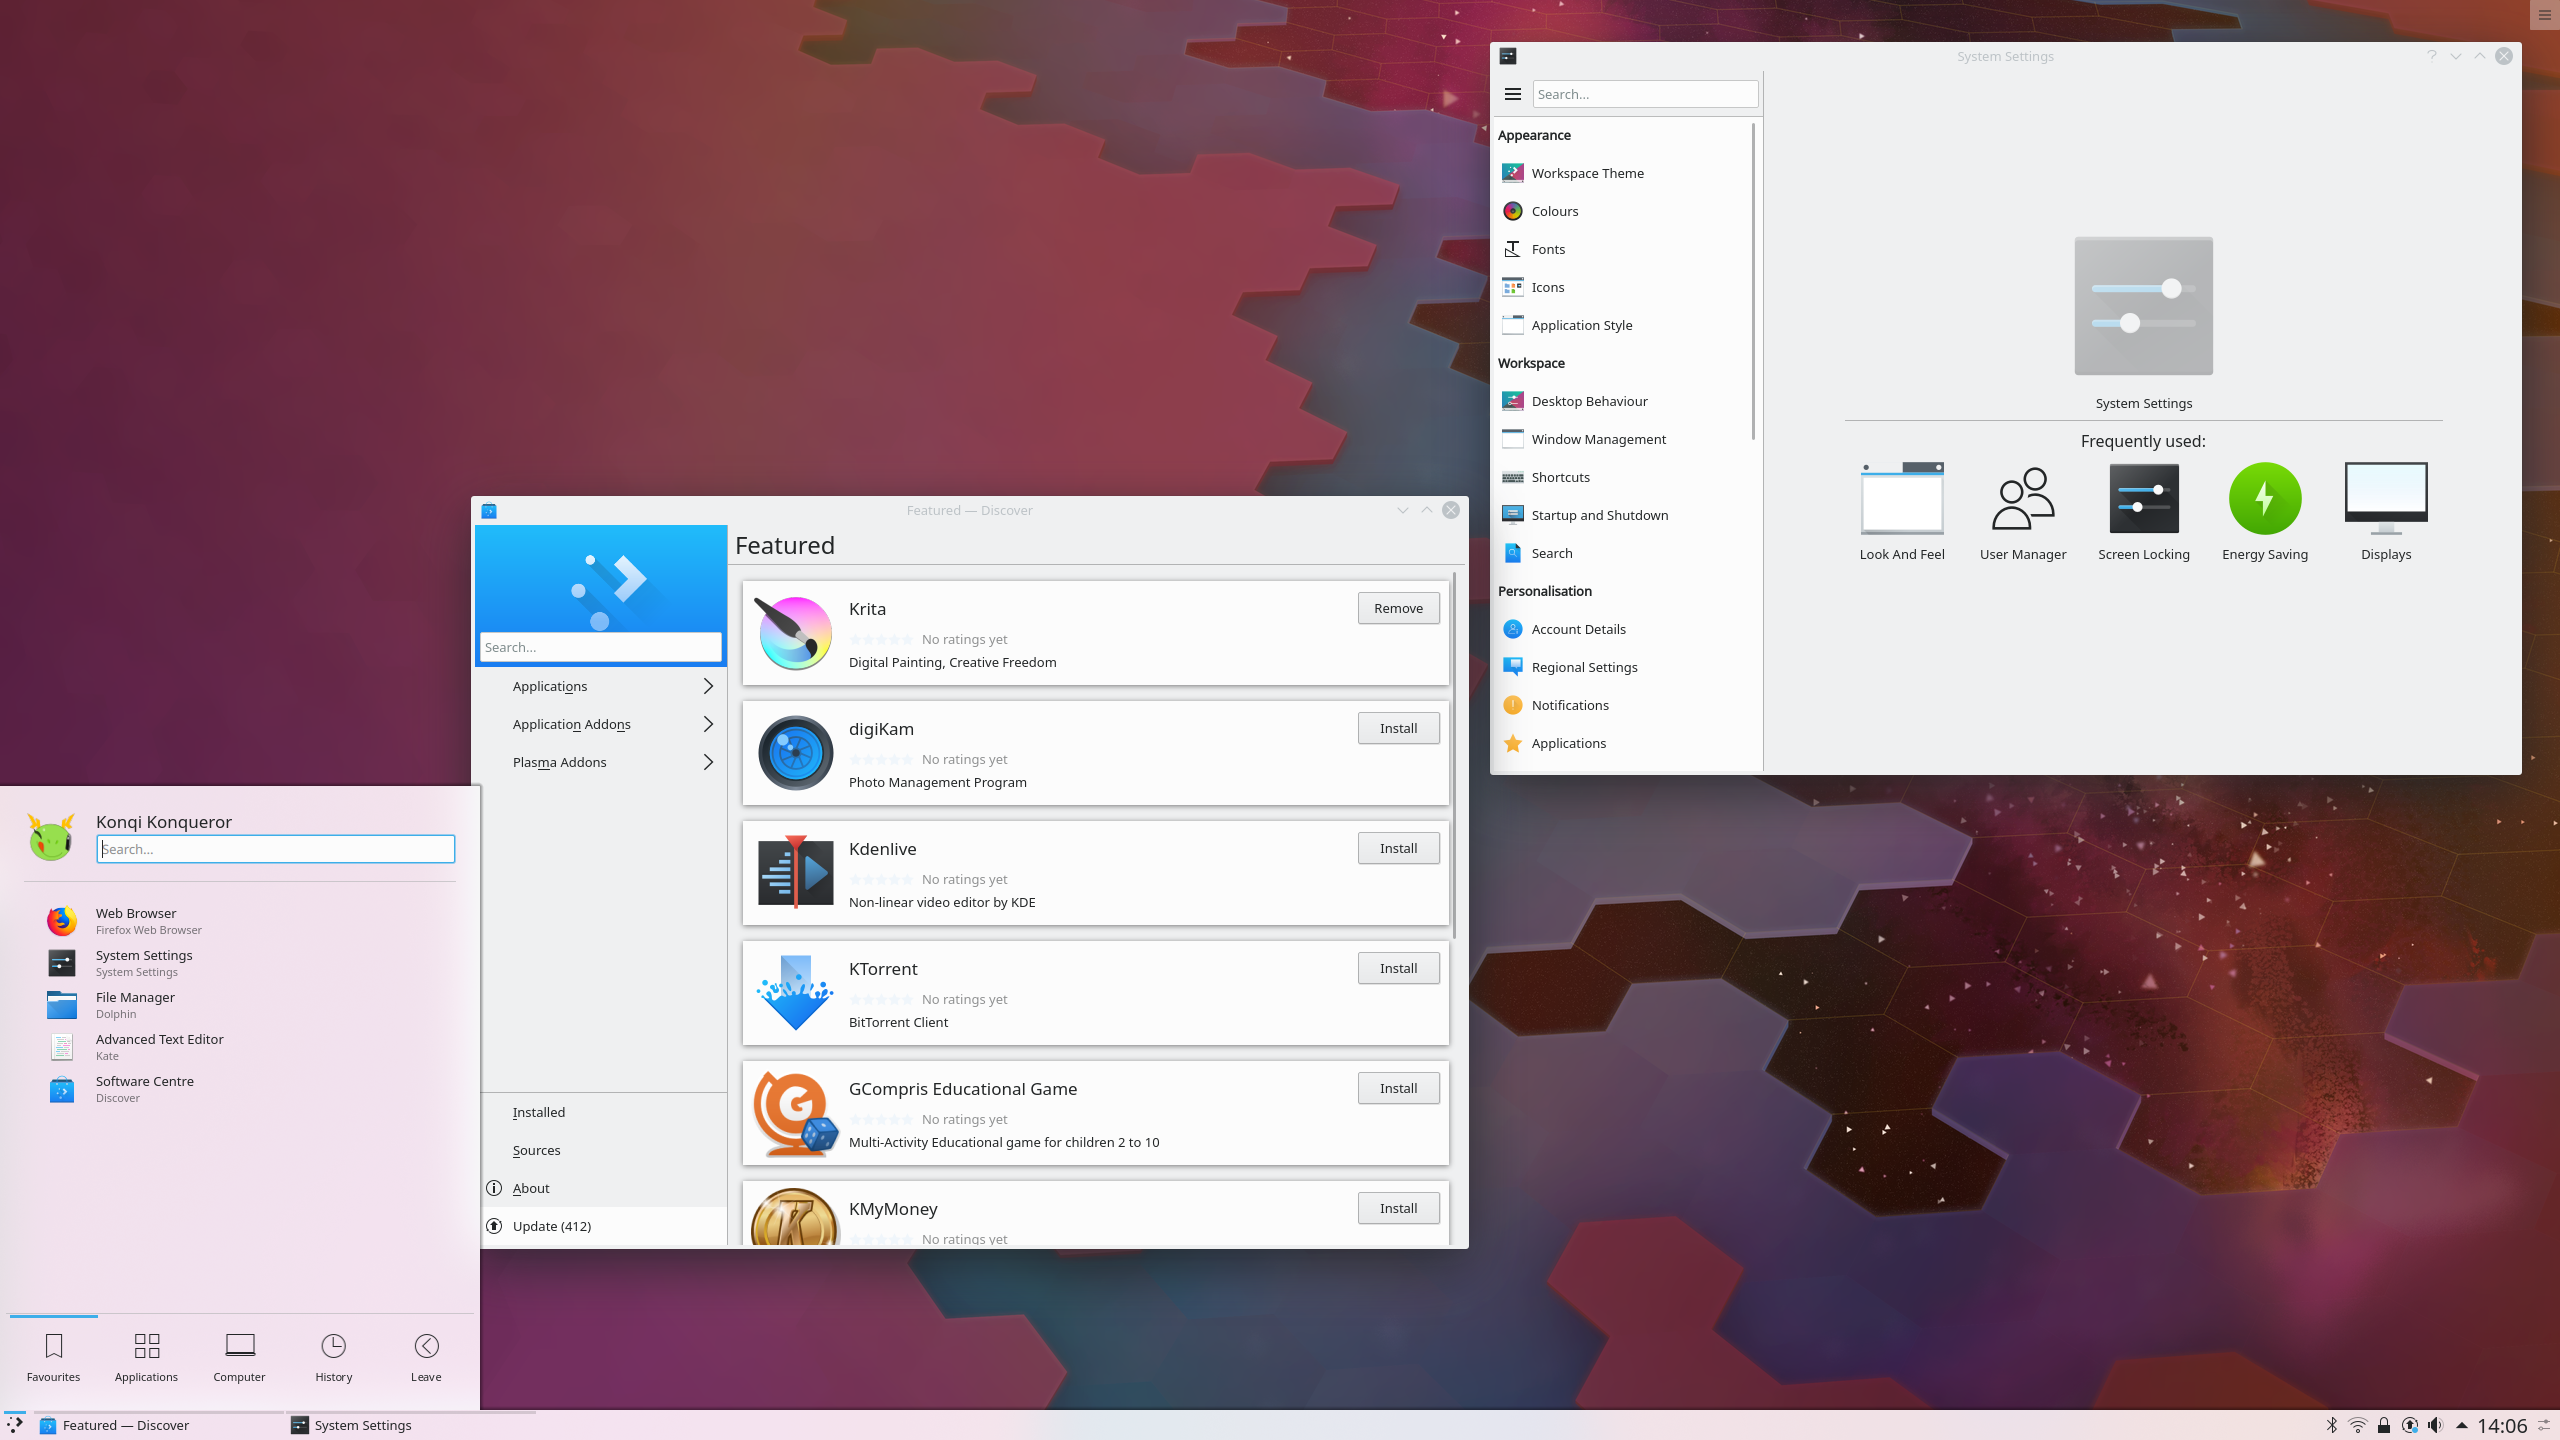 System Settings
Search...
Appearance
Workspace Theme
Colours
Fonts
Icons
Application Style
Workspace
Desktop Behaviour
Window Management
Shortcuts
Startup and Shutdown
Search
Personalisation
Account Details
Regional Settings
Notifications
Applications
System Settings
Frequently used:
Look And Feel
User Manager
Screen Locking
Energy Saving
Displays
Featured — Discover
Search...
Applications
Application Addons
Plasma Addons
Installed
Sources
About
Update (412)
Featured
Krita
No ratings yet
Digital Painting, Creative Freedom
Remove
digiKam
No ratings yet
Photo Management Program
Install
Kdenlive
No ratings yet
Non-linear video editor by KDE
Install
KTorrent
No ratings yet
BitTorrent Client
Install
GCompris Educational Game
No ratings yet
Multi-Activity Educational game for children 2 to 10
Install
KMyMoney
No ratings yet
Install
Konqi Konqueror
Search...
Web Browser
Firefox Web Browser
System Settings
System Settings
File Manager
Dolphin
Advanced Text Editor
Kate
Software Centre
Discover
Favourites
Applications
Computer
History
Leave
Featured — Discover
System Settings
14:06